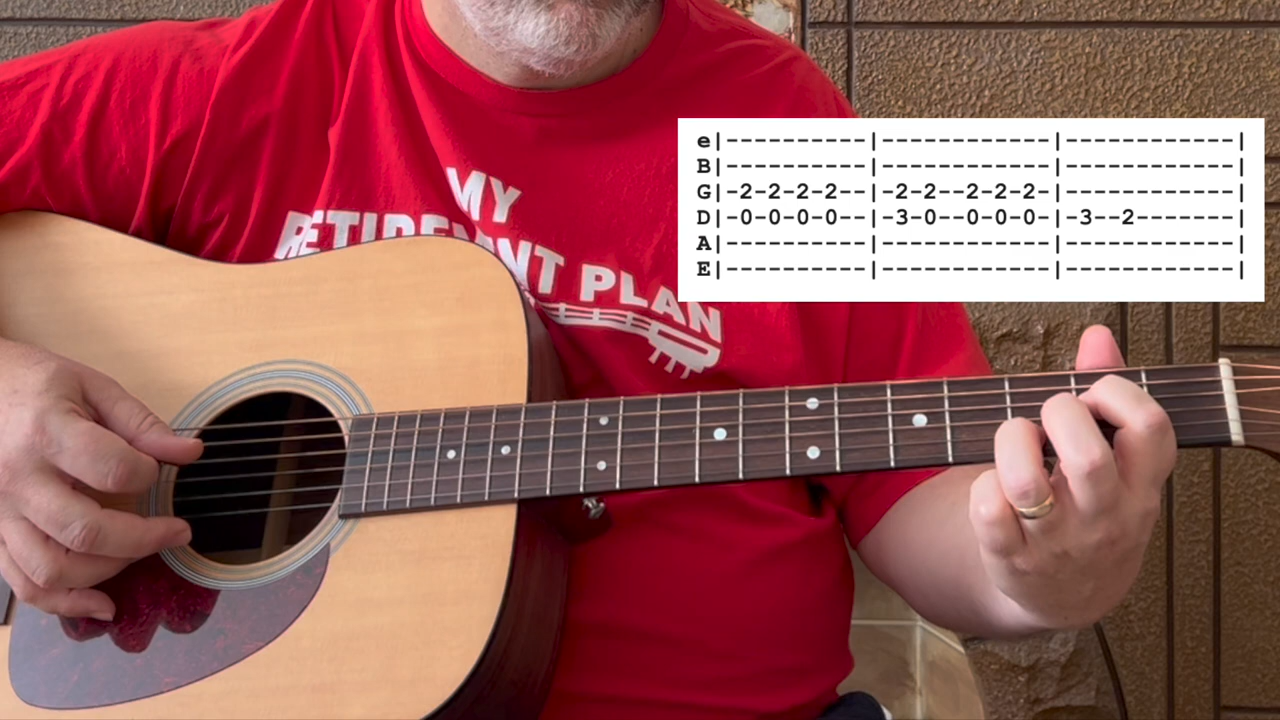 MY
RETIREMENT PLAN
e|----------|------------|------------|
B|----------|------------|------------|
G|-2-2-2-2--|-2-2--2-2-2-|------------|
D|-0-0-0-0--|-3-0--0-0-0-|-3--2-------|
A|----------|------------|------------|
E|----------|------------|------------|